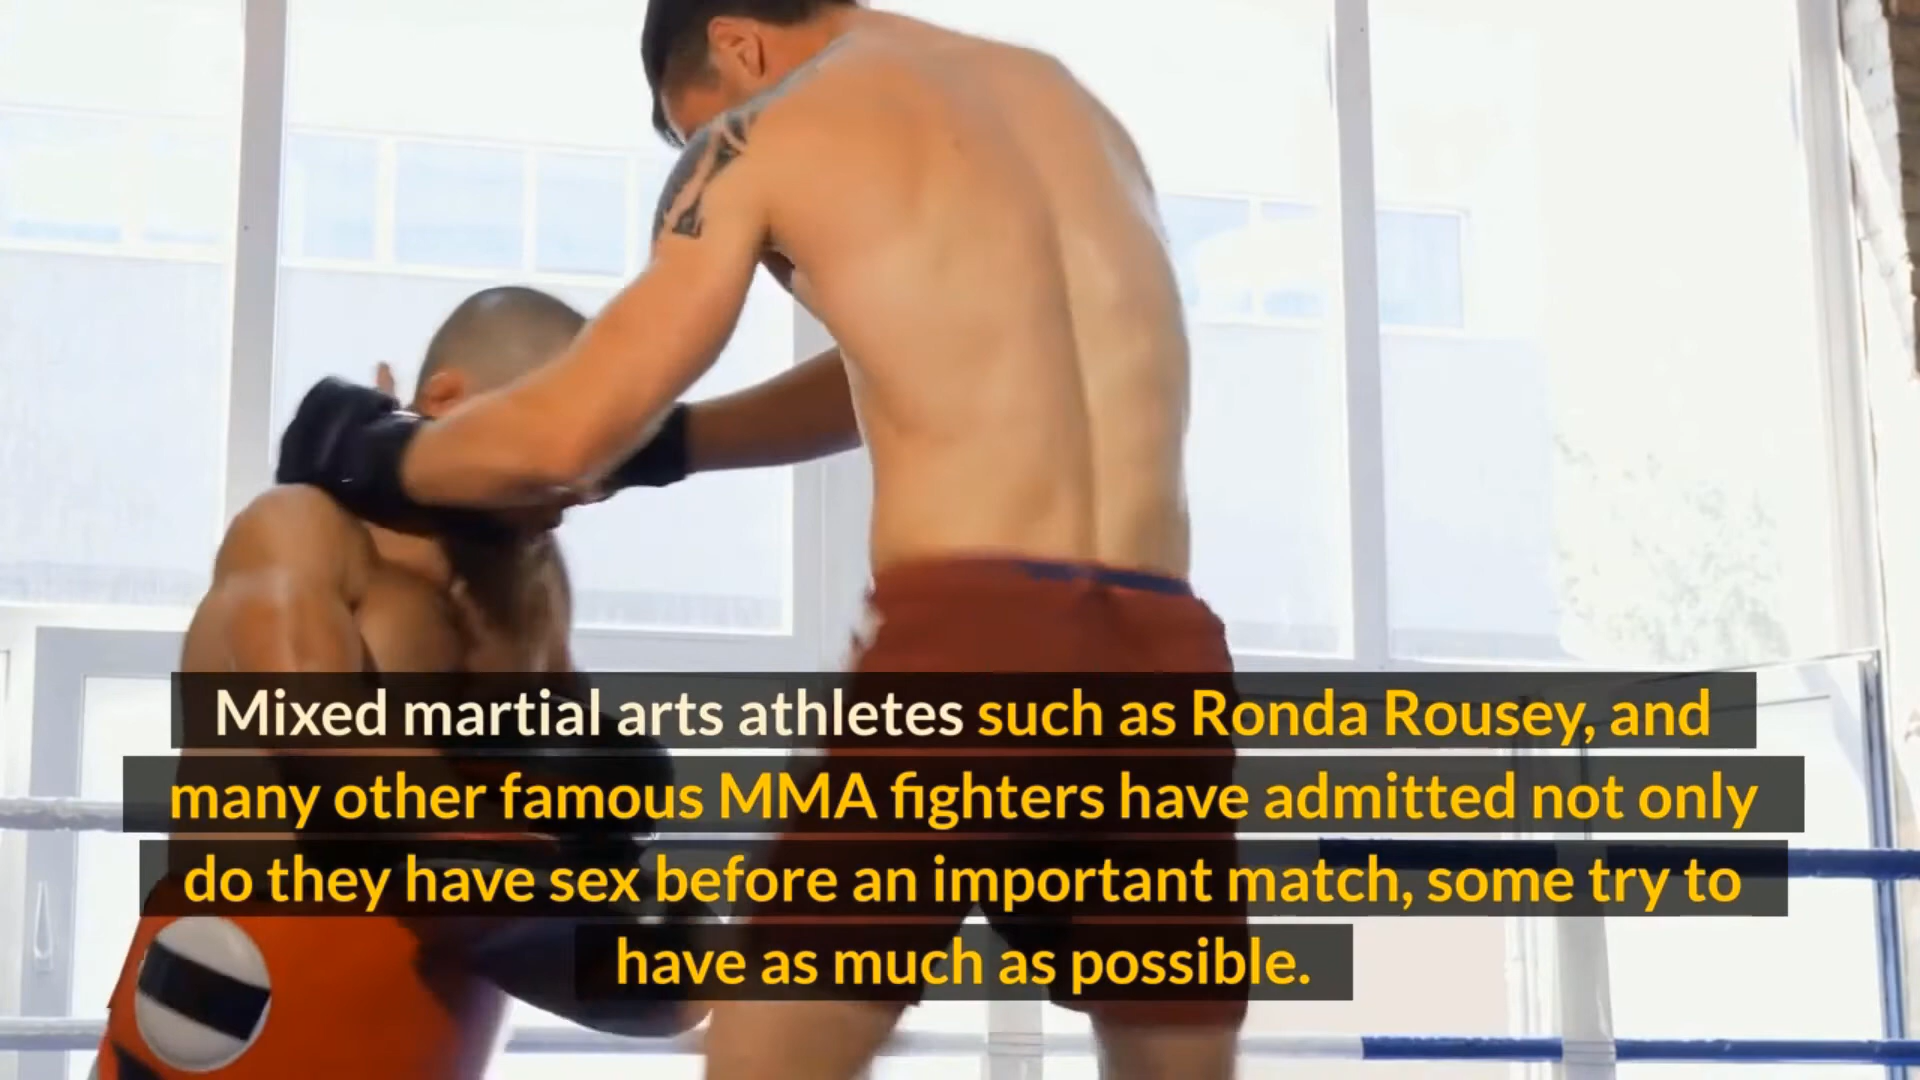 Mixed martial arts athletes such as Ronda Rousey, and
many other famous MMA fighters have admitted not only
do they have sex before an important match, some try to
have as much as possible.